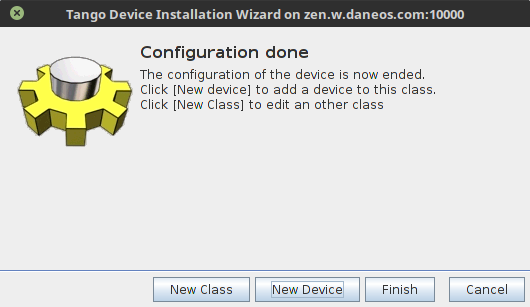 Tango Device Installation Wizard on zen.w.daneos.com:10000
Configuration done
The configuration of the device is now ended.
Click [New device] to add a device to this class.
Click [New Class] to edit an other class
New Class
New Device
Finish
Cancel